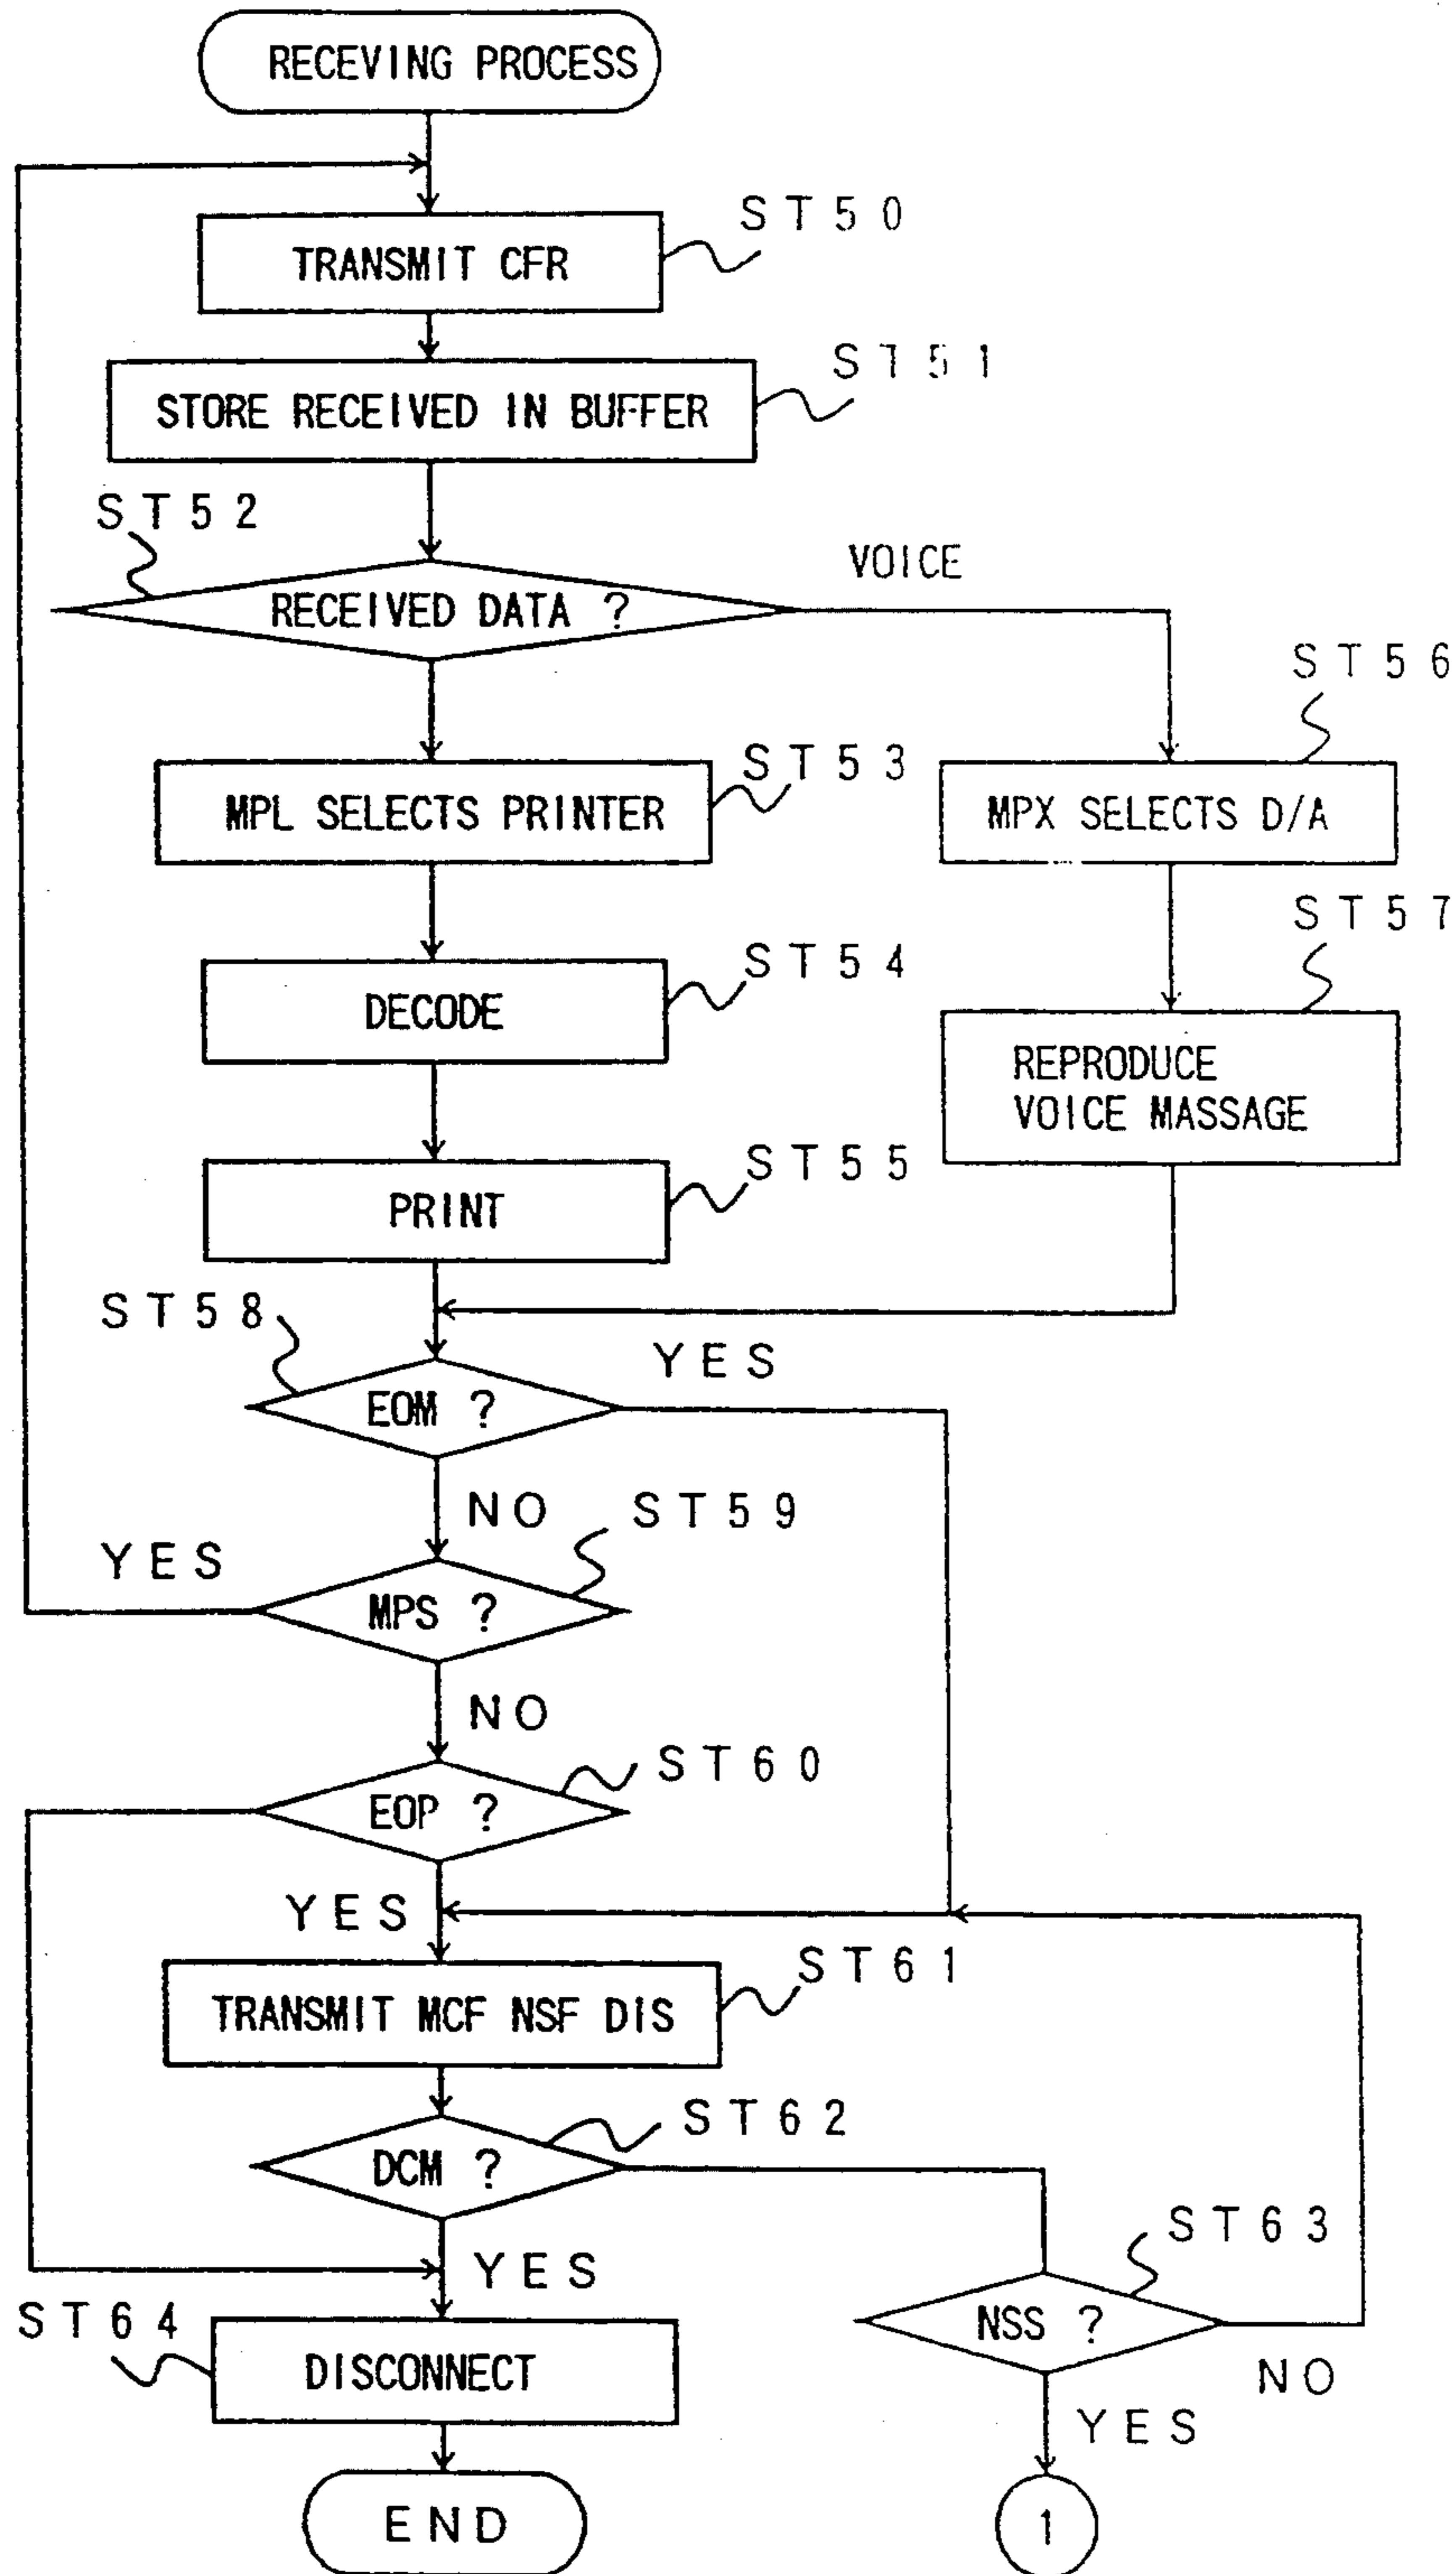 RECEVING PROCESS
ST50
TRANSMIT CFR
ST51
STORE RECEIVED IN BUFFER
ST52
VOICE
RECEIVED DATA ?
ST56
ST53
MPL SELECTS PRINTER
MPX SELECTS D/A
ST57
ST54
DECODE
REPRODUCE
VOICE MASSAGE
ST55
PRINT
ST58
YES
EOM ?
NO
ST59
YES
MPS ?
NO
ST60
EOP ?
YES
ST61
TRANSMIT MCF NSF DIS
ST62
DCM ?
ST63
YES
ST64
NSS ?
DISCONNECT
NO
YES
END
1